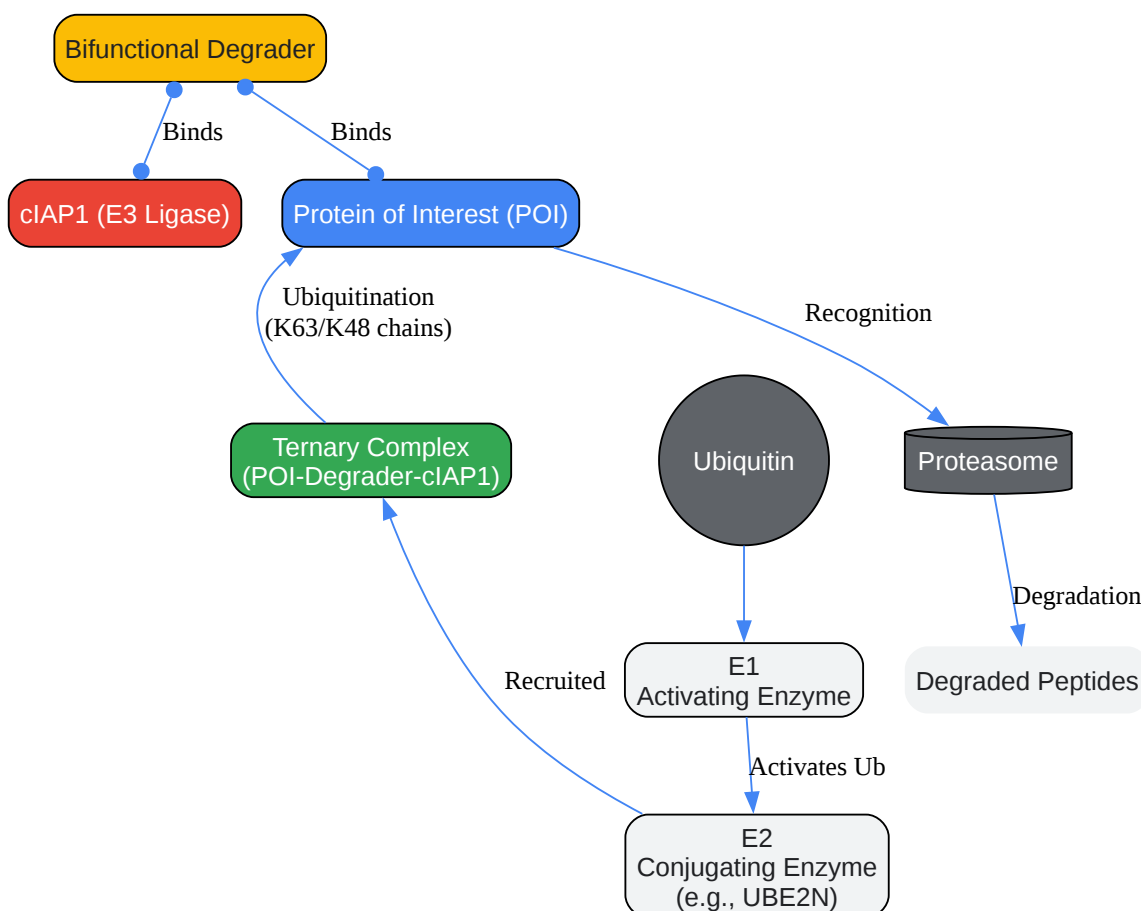 Bifunctional Degrader
Binds
Binds
cIAP1 (E3 Ligase)
Protein of Interest (POI)
Ubiquitination
(K63/K48 chains)
Recognition
Ternary Complex
(POI-Degrader-cIAP1)
Ubiquitin
Proteasome
Degradation
Recruited
E1
Activating Enzyme
Degraded Peptides
Activates Ub
E2
Conjugating Enzyme
(e.g., UBE2N)